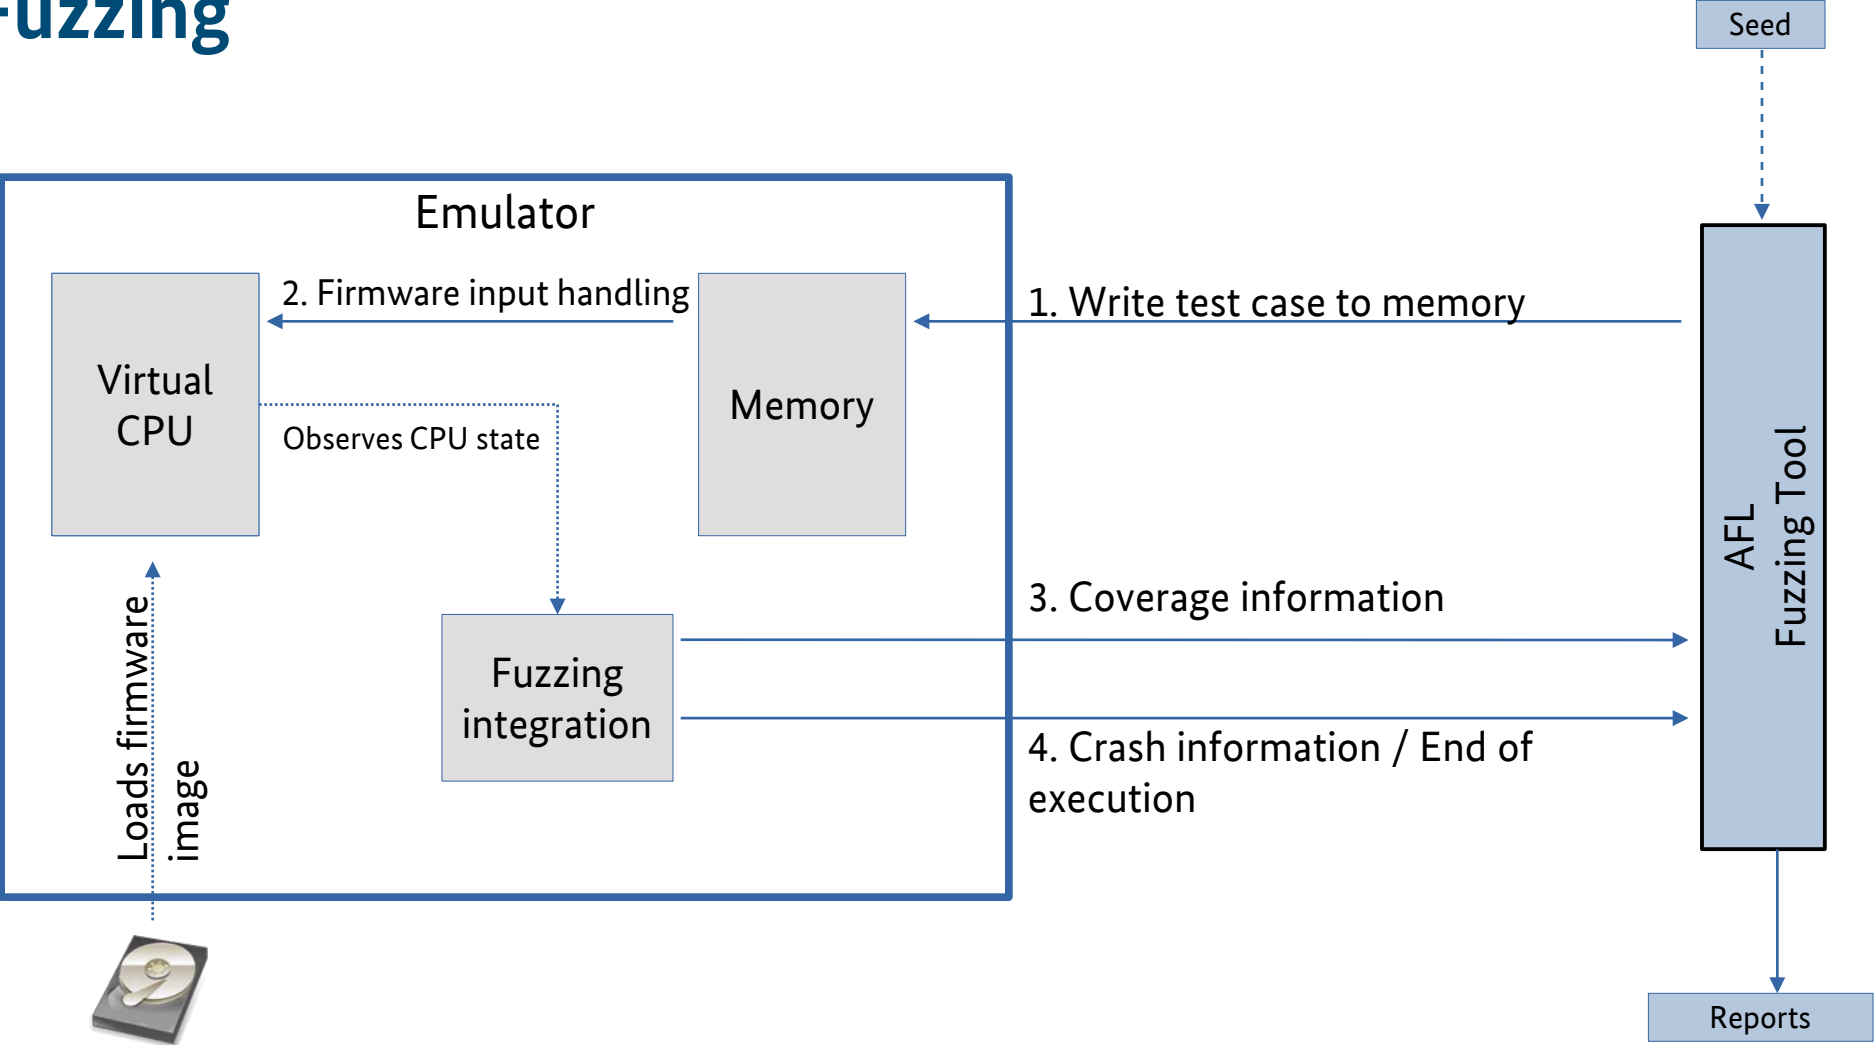 Fuzzing
Seed
Emulator
2. Firmware input handling
1. Write test case to memory
Virtual
CPU
Memory
Observes CPU state
AFL
Fuzzing Tool
3. Coverage information
Fuzzing
integration
4. Crash information / End of
execution
Loads firmware
image
Reports